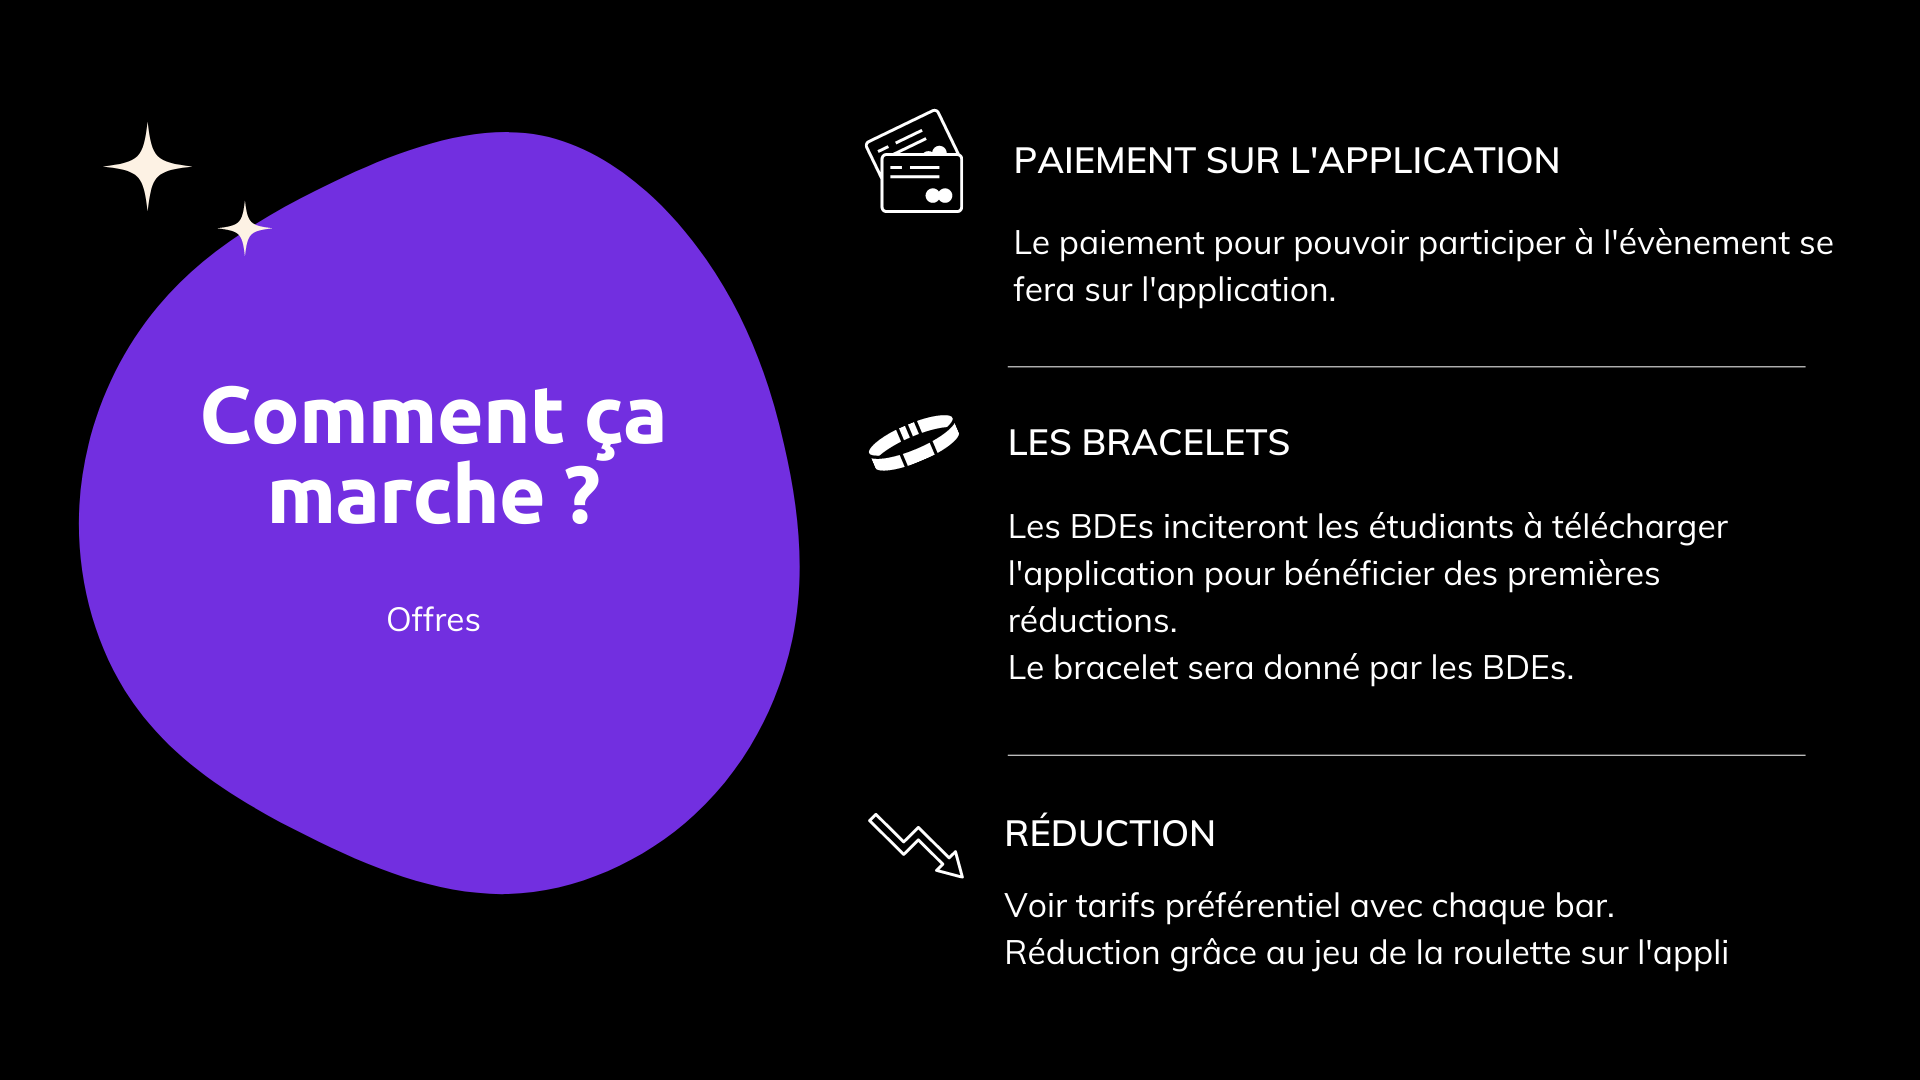 Comment ça
marche ?
Offres
PAIEMENT SUR L'APPLICATION
Le paiement pour pouvoir participer à l'évènement se
fera sur l'application.
LES BRACELETS
Les BDEs inciteront les étudiants à télécharger
l'application pour bénéficier des premières
réductions.
Le bracelet sera donné par les BDEs.
RÉDUCTION
Voir tarifs préférentiel avec chaque bar.
Réduction grâce au jeu de la roulette sur l'appli